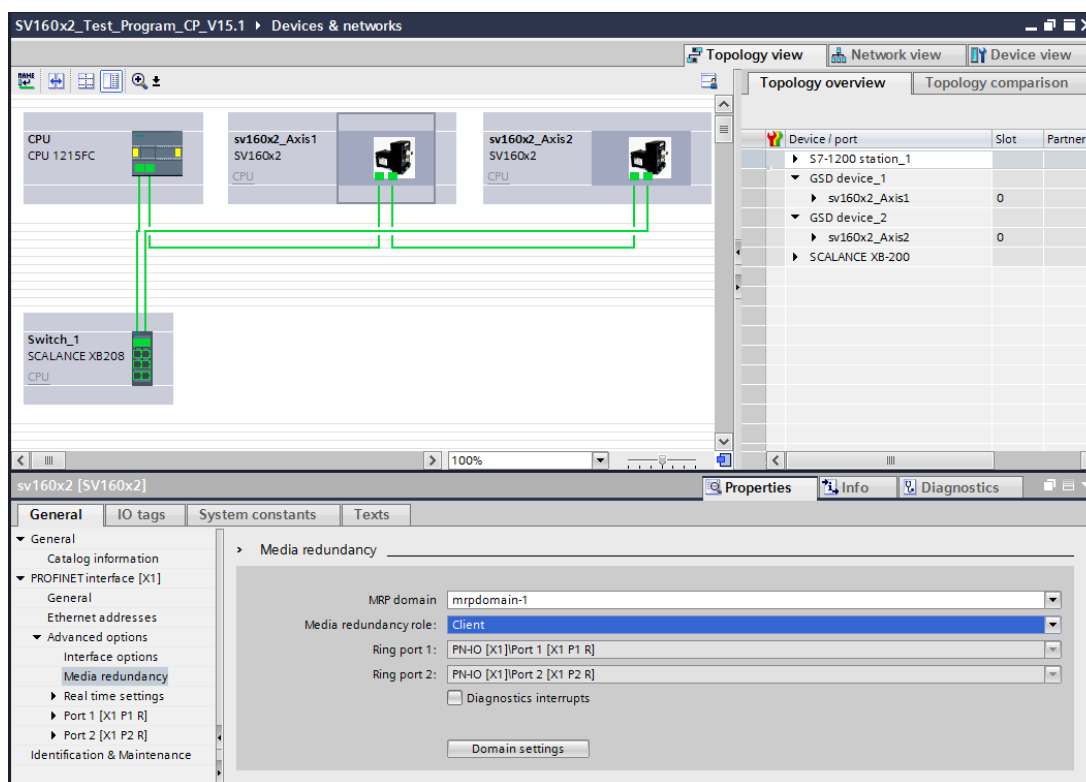 SV160x2_Test_Program_CP_V15.1 ▸ Devices & networks
Topology view
Network view
Device view
Topology overview
Topology comparison
CPU
CPU 1215FC
sv160x2_Axis1
SV160x2
CPU
sv160x2_Axis2
SV160x2
CPU
Switch_1
SCALANCE XB208
CPU
Device / port
Slot
Partner
S7-1200 station_1
GSD device_1
sv160x2_Axis1
0
GSD device_2
sv160x2_Axis2
0
SCALANCE XB-200
100%
sv160x2 [SV160x2]
Properties
Info
Diagnostics
General
IO tags
System constants
Texts
General
Catalog information
PROFINET interface [X1]
General
Ethernet addresses
Advanced options
Interface options
Media redundancy
Real time settings
Port 1 [X1 P1 R]
Port 2 [X1 P2 R]
Identification & Maintenance
Media redundancy
MRP domain
mrpdomain-1
Media redundancy role:
Client
Ring port 1:
PN-IO [X1]\Port 1 [X1 P1 R]
Ring port 2:
PN-IO [X1]\Port 2 [X1 P2 R]
Diagnostics interrupts
Domain settings